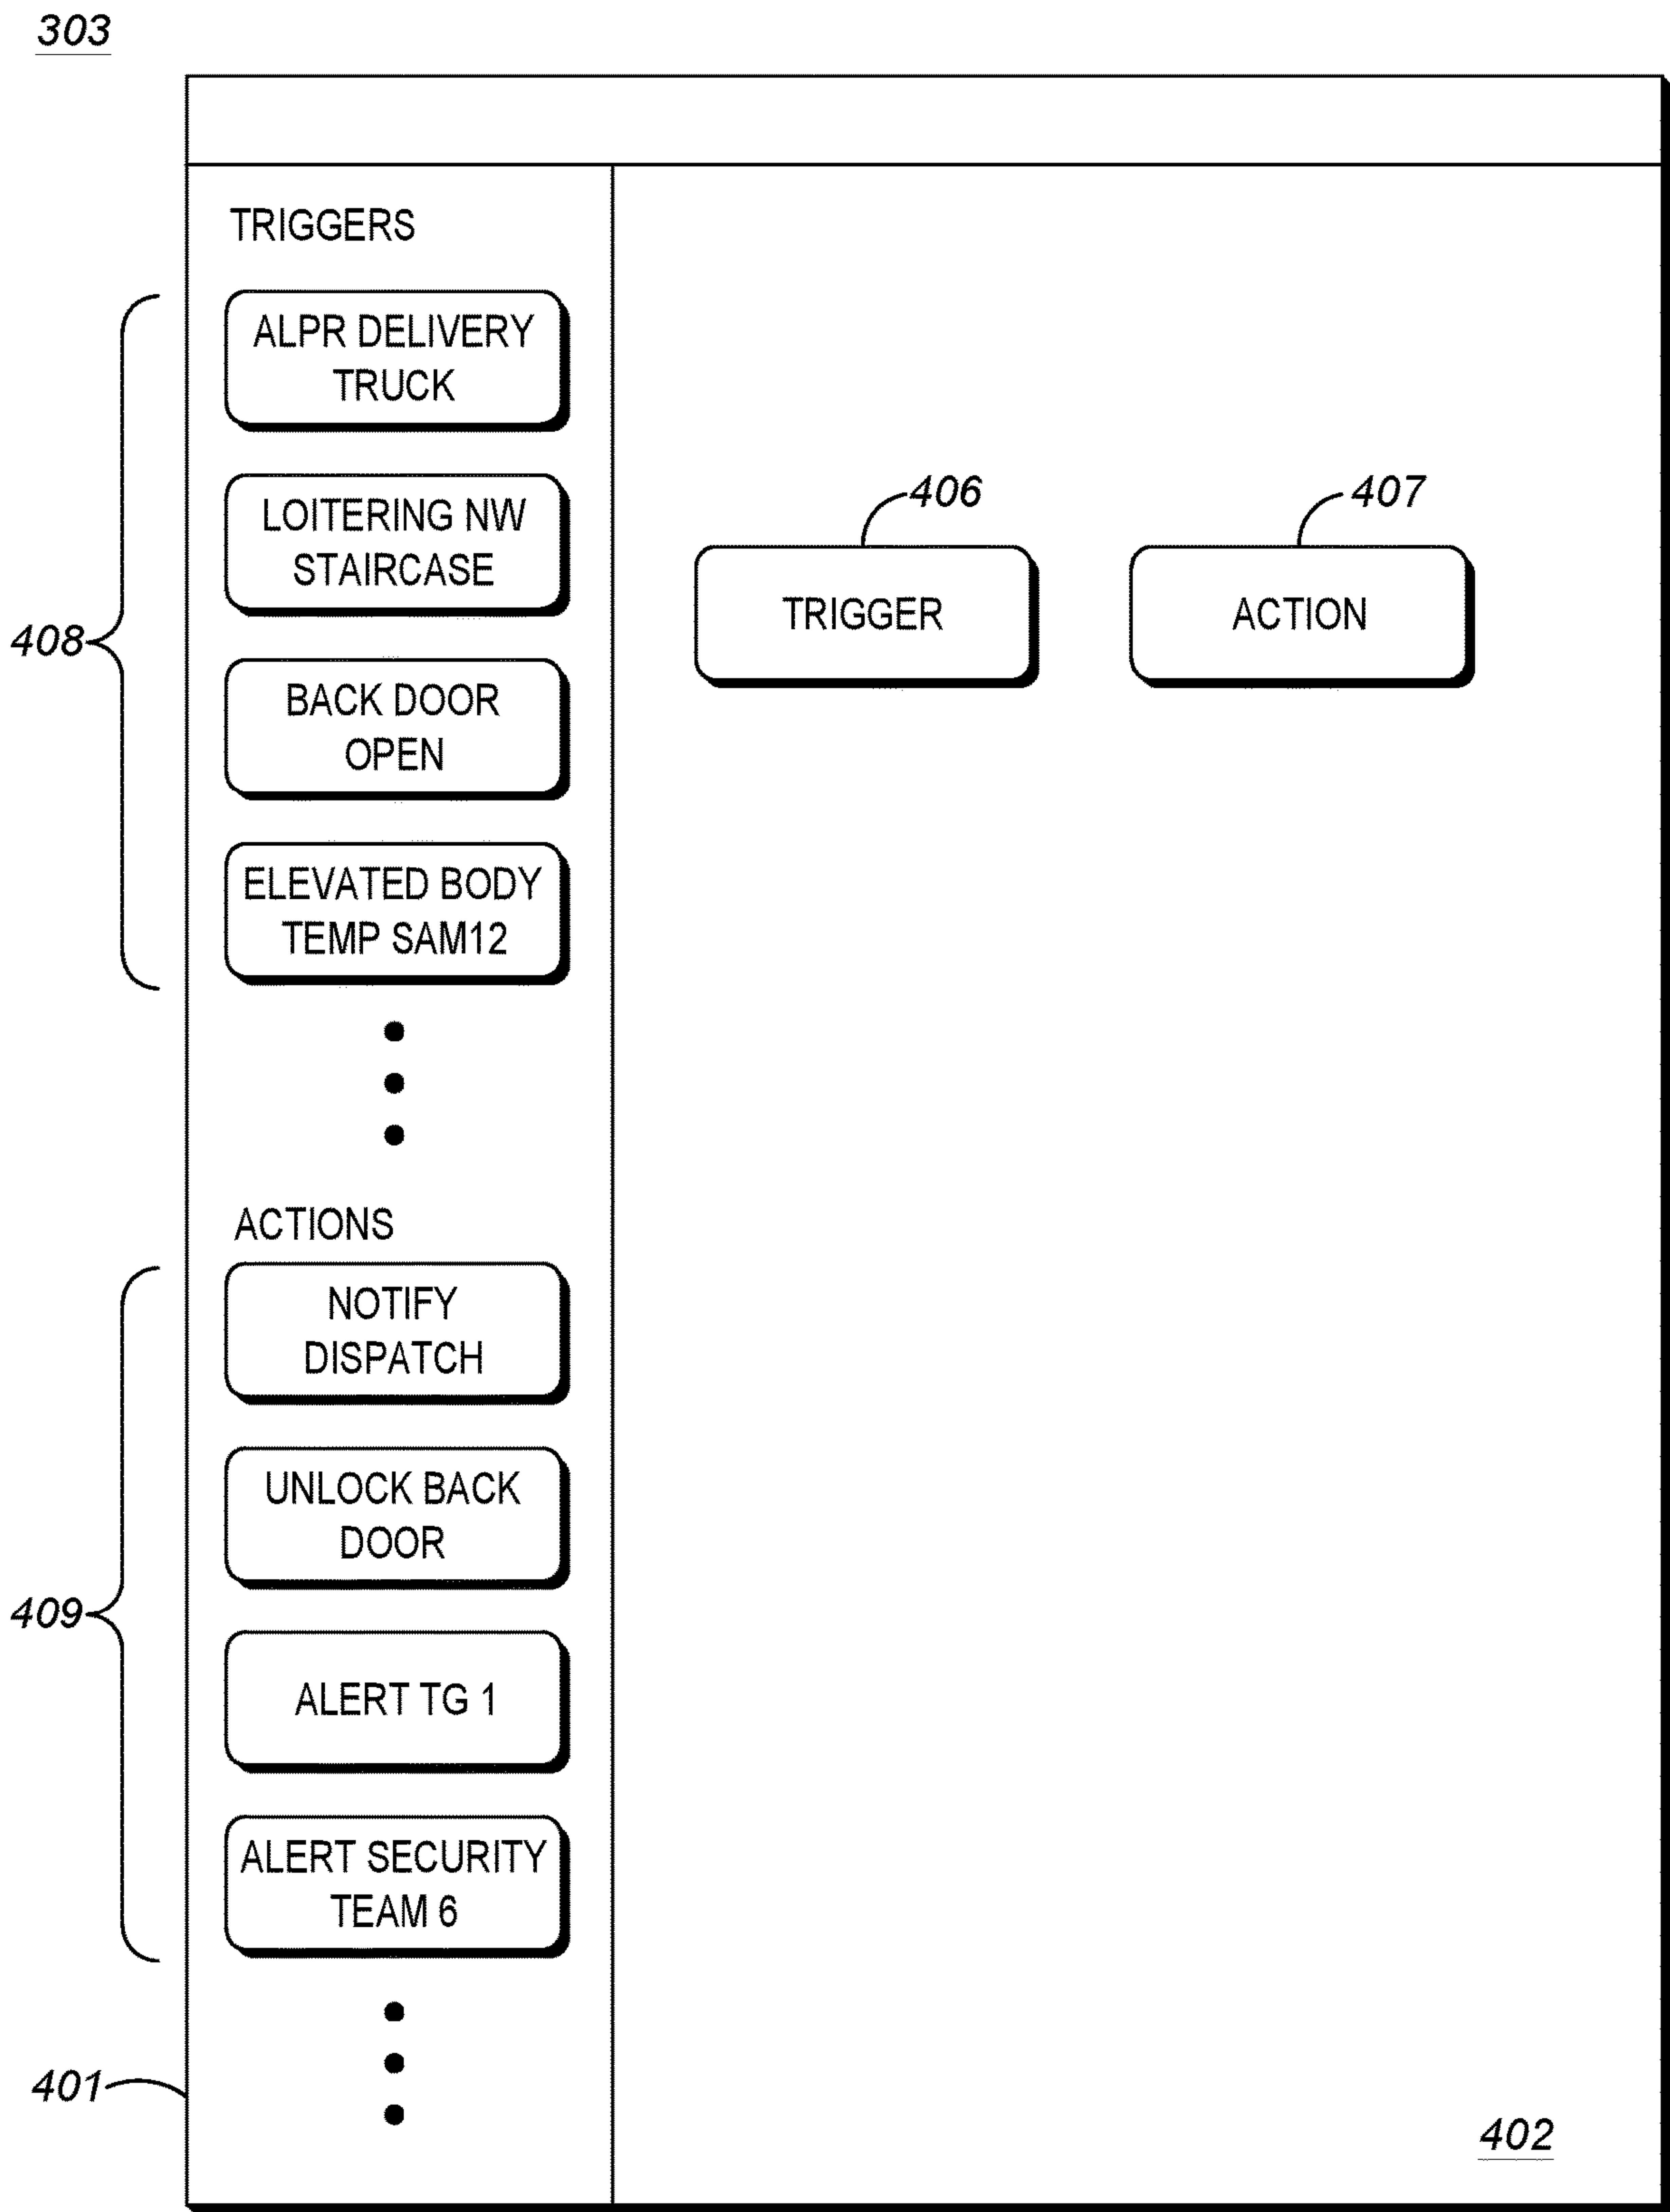 303
TRIGGERS
ALPR DELIVERY
TRUCK
LOITERING NW
STAIRCASE
BACK DOOR
OPEN
ELEVATED BODY
TEMP SAM12
408
406
407
TRIGGER
ACTION
ACTIONS
NOTIFY
DISPATCH
UNLOCK BACK
DOOR
ALERT TG 1
ALERT SECURITY
TEAM 6
409
401
402